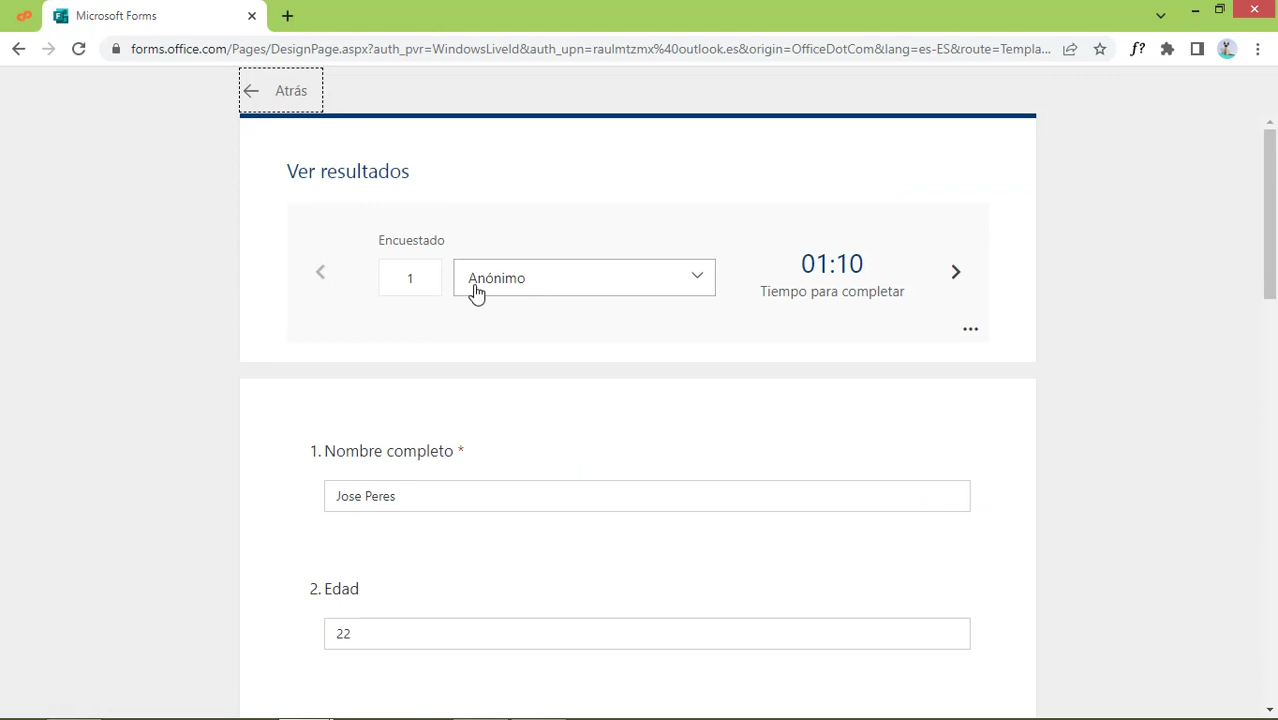 Microsoft Forms
forms.office.com/Pages/DesignPage.aspx?auth_pvr=WindowsLiveId&auth_upn=raulmtzmx%40outlook.es&origin=OfficeDotCom&lang=es-ES&route=Templa...
f?
Atrás
Ver resultados
Encuestado
1
Anónimo
01:10
Tiempo para completar
1. Nombre completo *
Jose Peres
2. Edad
22